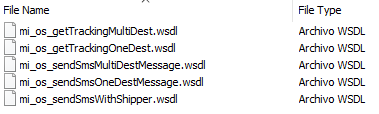 File Name File Type
mi_os_getTrackingMultiDest.wsdl Archivo WSDL
mi_os_getTrackingOneDest.wsdl Archivo WSDL
mi_os_sendSmsMultiDestMessage.wsdl Archivo WSDL
mi_os_sendSmsOneDestMessage.wsdl Archivo WSDL
mi_os_sendSmsWithShipper.wsdl Archivo WSDL